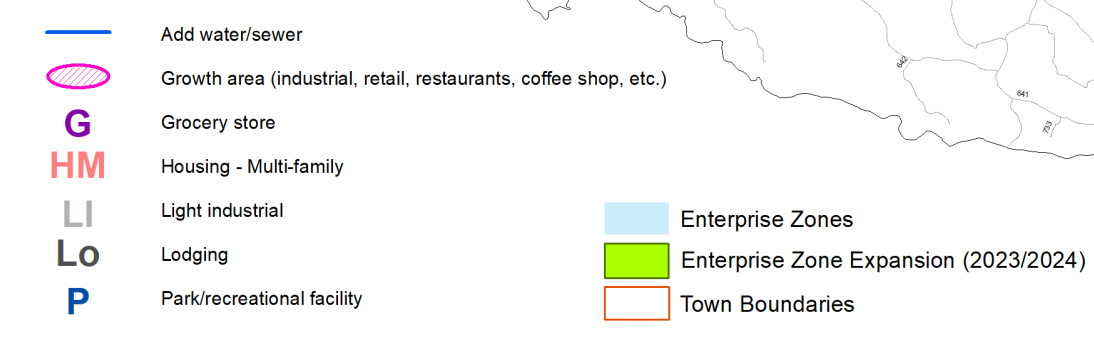 Add water/sewer
Growth area (industrial, retail, restaurants, coffee shop, etc.)
G Grocery store
HM Housing - Multi-family
LI Light industrial
Lo Lodging
P Park/recreational facility
642
641
733
Enterprise Zones
Enterprise Zone Expansion (2023/2024)
Town Boundaries